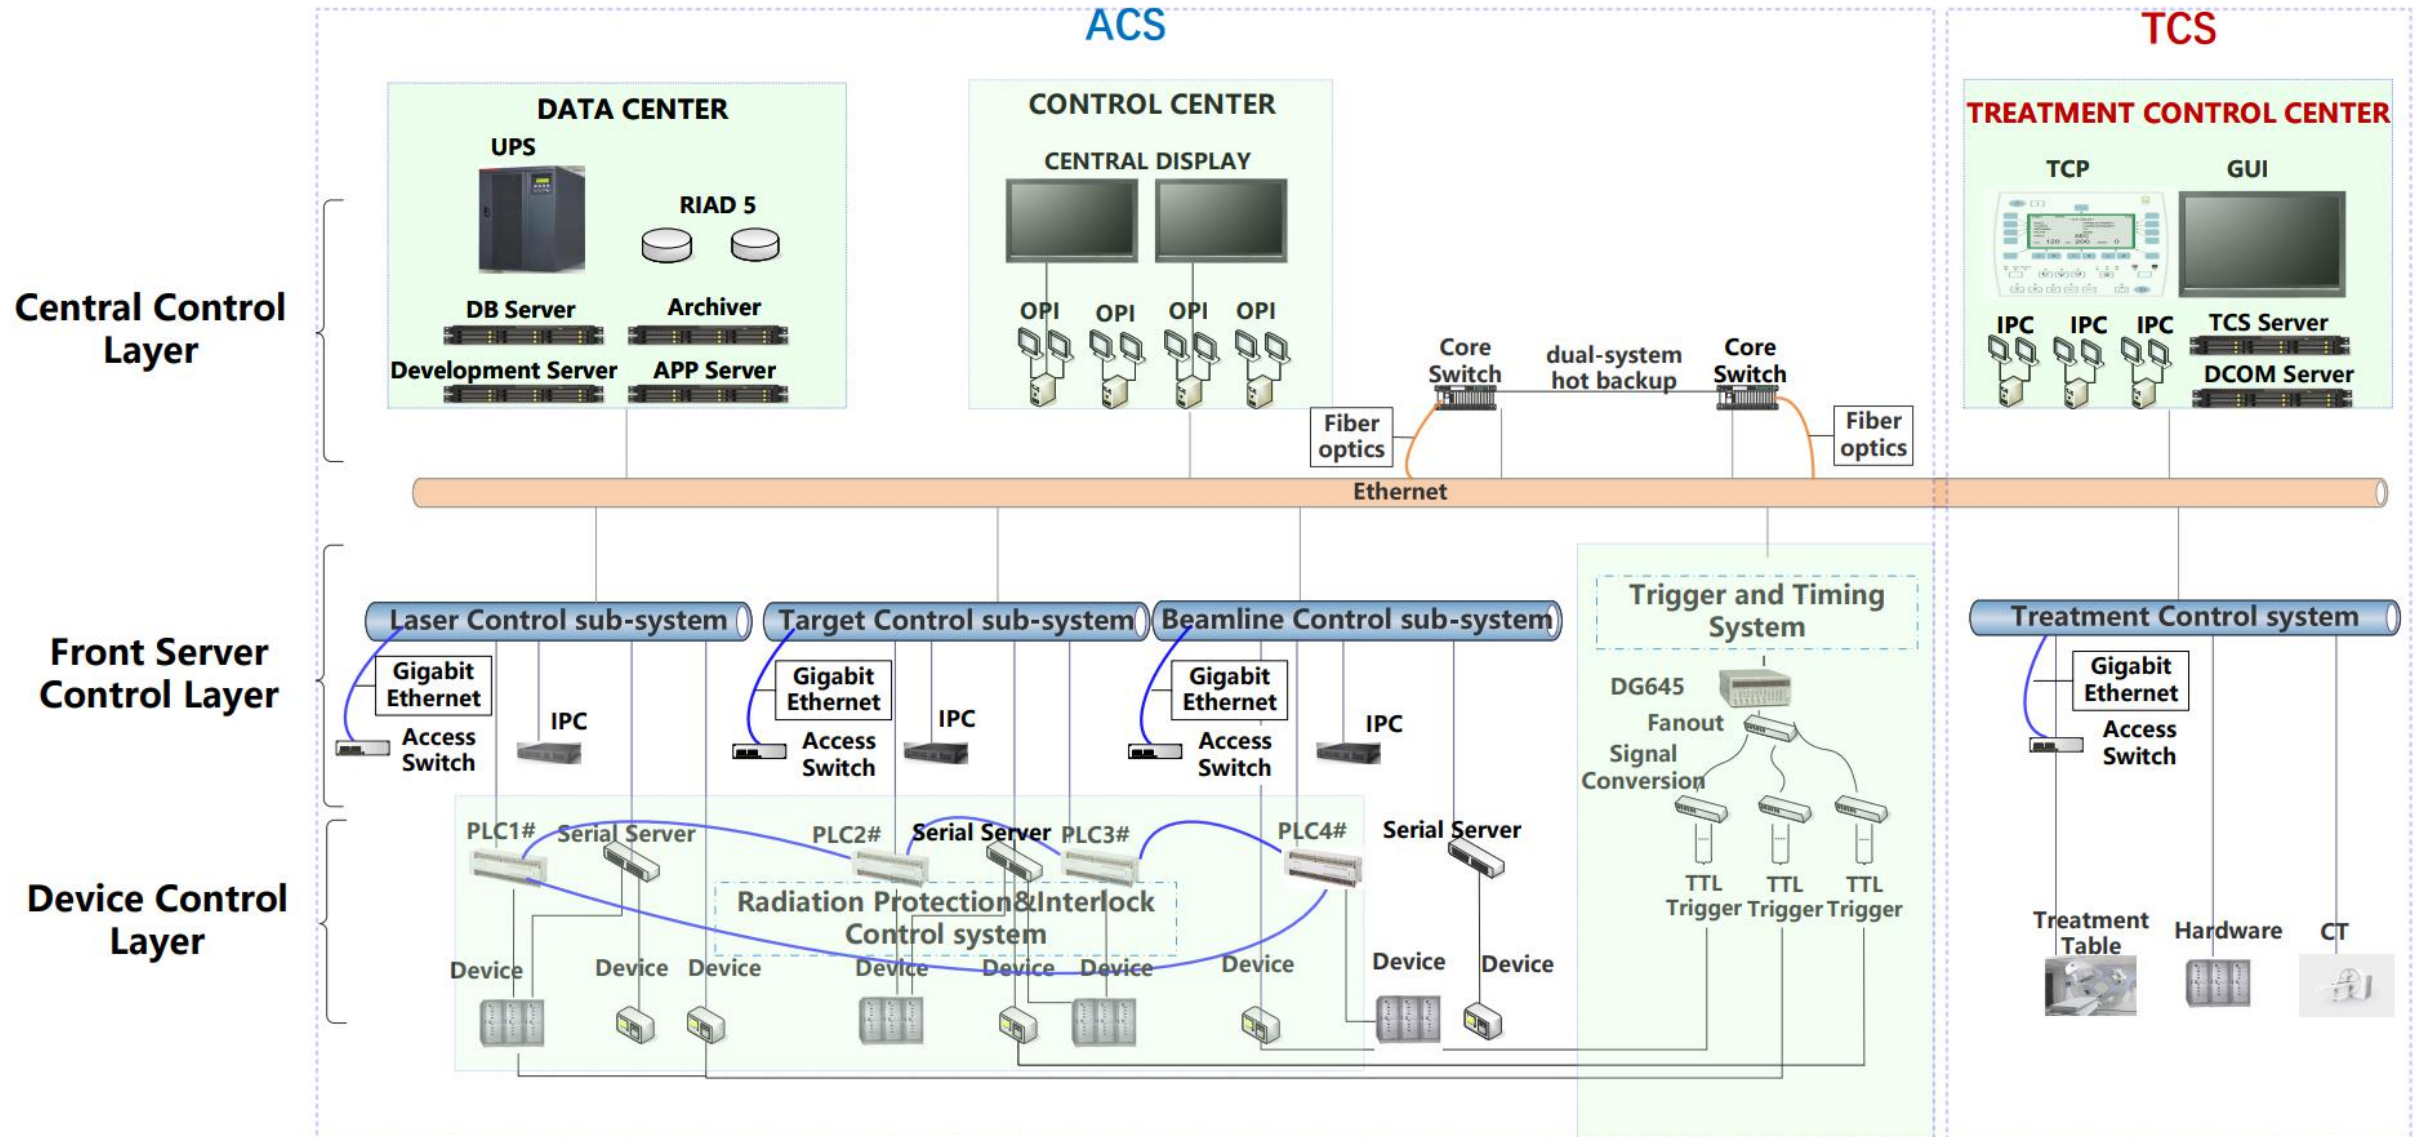 ACS
TCS
DATA CENTER
UPS
RIAD 5
DB Server
Archiver
Development Server
APP Server
CONTROL CENTER
CENTRAL DISPLAY
OPI
OPI
OPI
OPI
Core
Switch
dual-system
hot backup
Core
Switch
Fiber
optics
Fiber
optics
TREATMENT CONTROL CENTER
TCP
GUI
120
200
0
IPC
IPC
IPC
TCS Server
DCOM Server
Central Control
Layer
Ethernet
Front Server
Control Layer
Laser Control sub-system
Gigabit
Ethernet
Access
Switch
IPC
Target Control sub-system
Gigabit
Ethernet
Access
Switch
IPC
Beamline Control sub-system
Gigabit
Ethernet
Access
Switch
IPC
Trigger and Timing
System
DG645
Fanout
Signal
Conversion
TTL
Trigger
TTL
Trigger
TTL
Trigger
Treatment Control system
Gigabit
Ethernet
Access
Switch
Device Control
Layer
PLC1#
Serial Server
PLC2#
Serial Server
PLC3#
PLC4#
Serial Server
Radiation Protection&Interlock
Control system
Device
Device
Device
Device
Device
Device
Device
Device
Device
Treatment
Table
Hardware
CT